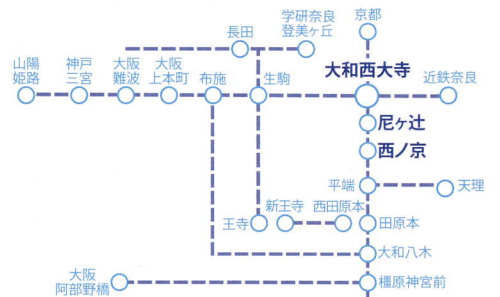 長田
学研奈良
登美ヶ丘
京都
山陽
姫路
神戸
三宮
大阪
難波
大阪
上本町
布施
生駒
大和西大寺
近鉄奈良
尼ヶ辻
西ノ京
平端
天理
王寺
新王寺
西田原本
田原本
大和八木
大阪
阿部野橋
橿原神宮前